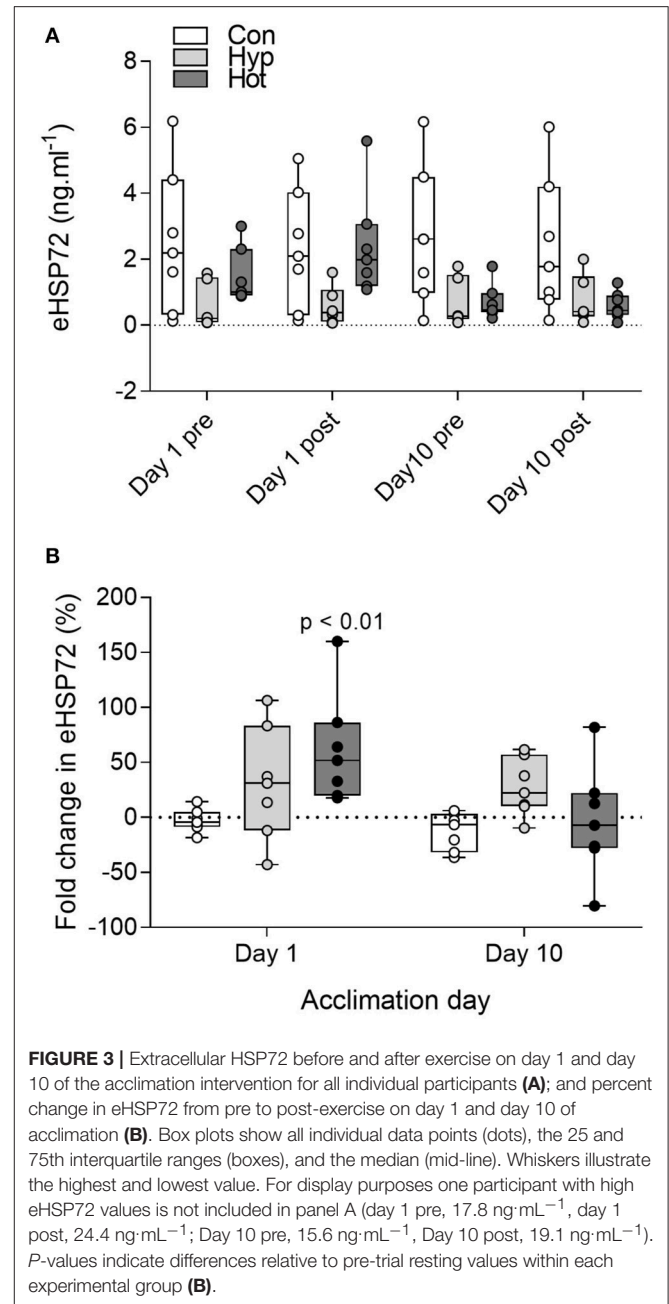 A
Con
Hyp
Hot
eHSP72 (ng.ml⁻¹)
8
6
4
2
0
-2
Day 1 pre
Day 1 post
Day10 pre
Day 10 post
B
Fold change in eHSP72 (%)
200
150
100
50
0
-50
-100
p < 0.01
Day 1
Day 10
Acclimation day
FIGURE 3 | Extracellular HSP72 before and after exercise on day 1 and day
10 of the acclimation intervention for all individual participants (A); and percent
change in eHSP72 from pre to post-exercise on day 1 and day 10 of
acclimation (B). Box plots show all individual data points (dots), the 25 and
75th interquartile ranges (boxes), and the median (mid-line). Whiskers illustrate
the highest and lowest value. For display purposes one participant with high
eHSP72 values is not included in panel A (day 1 pre, 17.8 ng·mL⁻¹, day 1
post, 24.4 ng·mL⁻¹; Day 10 pre, 15.6 ng·mL⁻¹, Day 10 post, 19.1 ng·mL⁻¹).
P-values indicate differences relative to pre-trial resting values within each
experimental group (B).